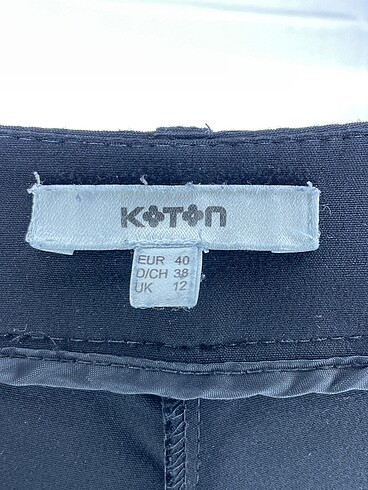 KOTON
EUR 40
D/CH 38
UK 12